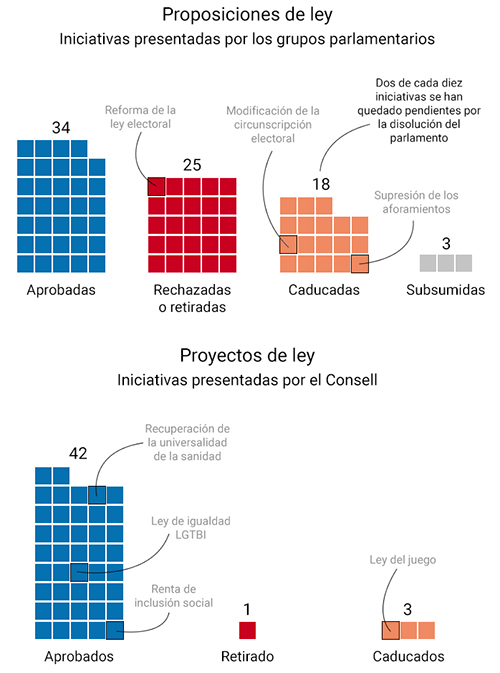 Proposiciones de ley
Iniciativas presentadas por los grupos parlamentarios
34
Reforma de la
ley electoral
25
Modificación de la
circunscripción
electoral
Dos de cada diez
iniciativas se han
quedado pendientes por
la disolución del
parlamento
18
Supresión de los
aforamientos
3
Aprobadas
Rechazadas
o retiradas
Caducadas
Subsumidas
Proyectos de ley
Iniciativas presentadas por el Consell
42
Recuperación de
la universalidad
de la sanidad
Ley de igualdad
LGTBI
Renta de
inclusión social
1
Ley del juego
3
Aprobados
Retirado
Caducados